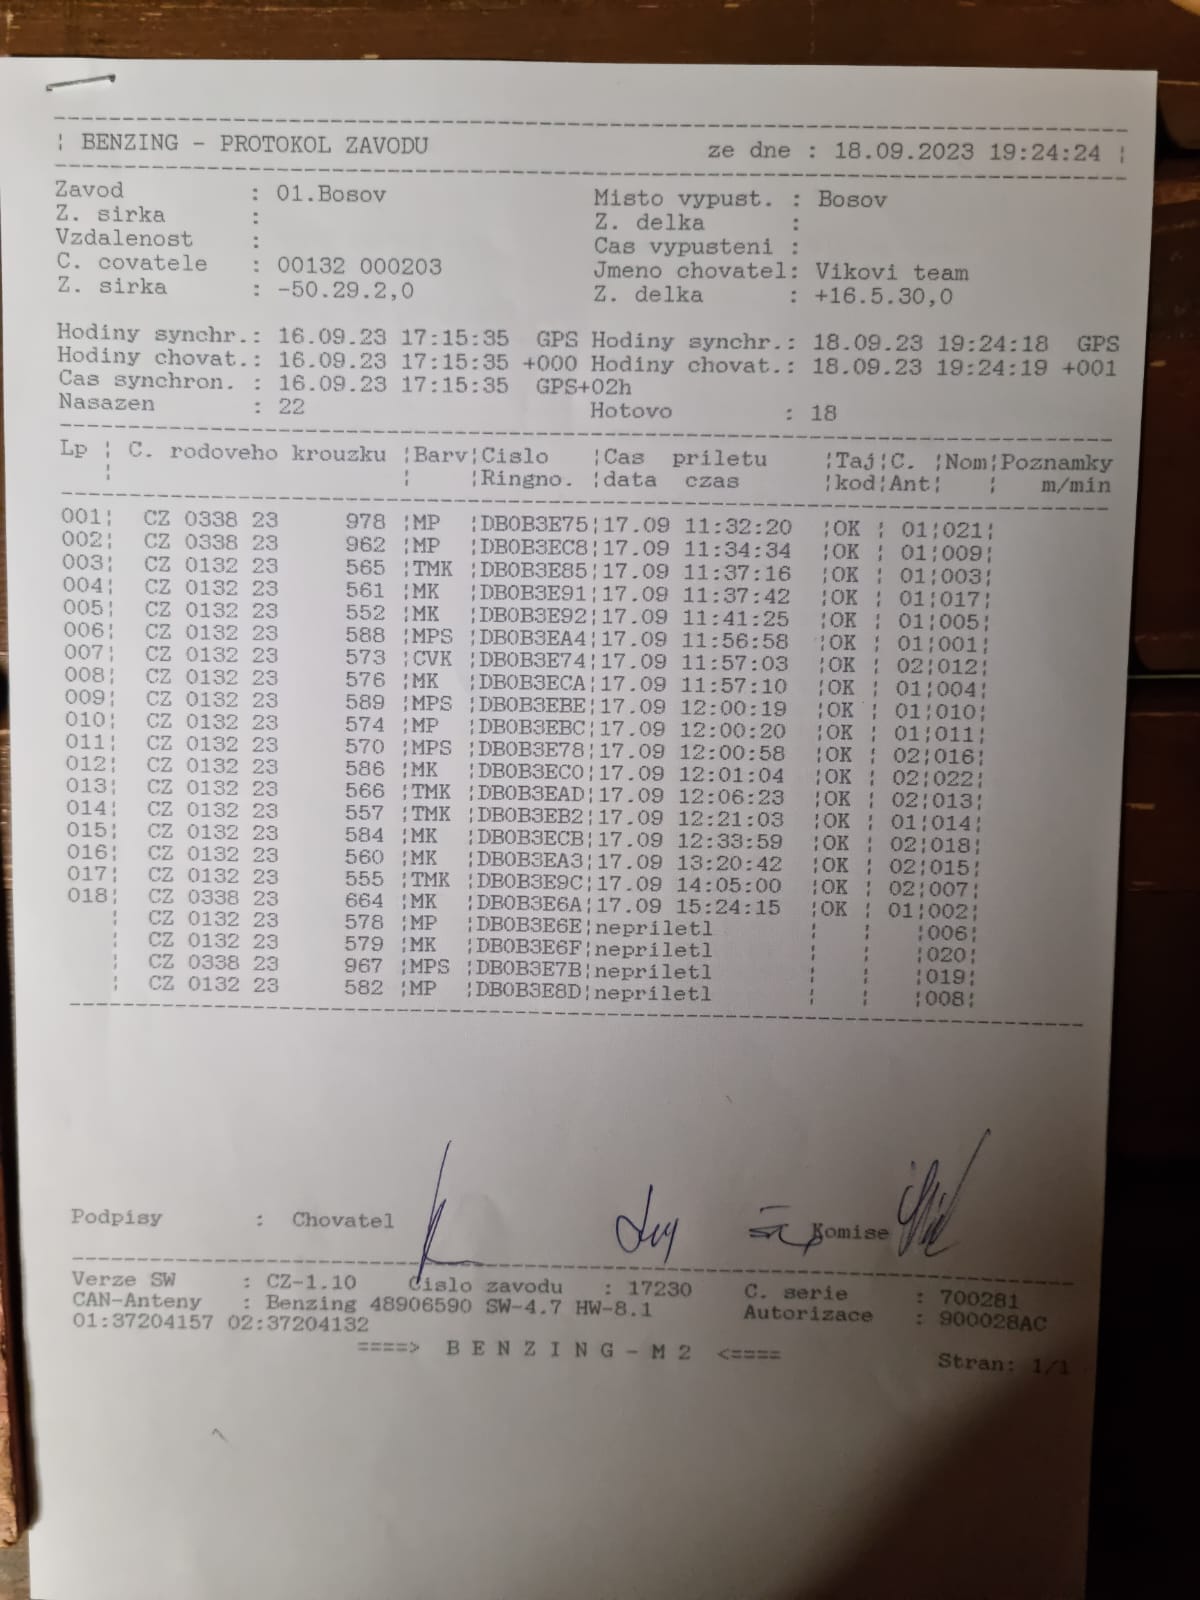 BENZING - PROTOKOL ZAVODU ze dne : 18.09.2023 19:24:24
Zavod : 01.Bosov Misto vypust. : Bosov
Z. sirka : Z. delka :
Vzdalenost : Cas vypusteni :
C. covatele : 00132 000203 Jmeno chovatel: Vikovi team
Z. sirka : -50.29.2,0 Z. delka : +16.5.30,0
Hodiny synchr.: 16.09.23 17:15:35 GPS Hodiny synchr.: 18.09.23 19:24:18 GPS
Hodiny chovat.: 16.09.23 17:15:35 +000 Hodiny chovat.: 18.09.23 19:24:19 +001
Cas synchron. : 16.09.23 17:15:35 GPS+02h
Nasazen : 22 Hotovo : 18
Lp ¦ C. rodoveho krouzku ¦Barv¦Cislo ¦Cas priletu ¦Taj¦C. ¦Nom¦Poznamky
¦ ¦ ¦Ringno. ¦data czas ¦kod¦Ant¦ ¦ m/min
001¦ CZ 0338 23 978 ¦MP ¦DB0B3E75¦17.09 11:32:20 ¦OK ¦ 01¦021¦
002¦ CZ 0338 23 962 ¦MP ¦DB0B3EC8¦17.09 11:34:34 ¦OK ¦ 01¦009¦
003¦ CZ 0132 23 565 ¦TMK ¦DB0B3E85¦17.09 11:37:16 ¦OK ¦ 01¦003¦
004¦ CZ 0132 23 561 ¦MK ¦DB0B3E91¦17.09 11:37:42 ¦OK ¦ 01¦017¦
005¦ CZ 0132 23 552 ¦MK ¦DB0B3E92¦17.09 11:41:25 ¦OK ¦ 01¦005¦
006¦ CZ 0132 23 588 ¦MPS ¦DB0B3EA4¦17.09 11:56:58 ¦OK ¦ 01¦001¦
007¦ CZ 0132 23 573 ¦CVK ¦DB0B3E74¦17.09 11:57:03 ¦OK ¦ 02¦012¦
008¦ CZ 0132 23 576 ¦MK ¦DB0B3ECA¦17.09 11:57:10 ¦OK ¦ 01¦004¦
009¦ CZ 0132 23 589 ¦MPS ¦DB0B3EBE¦17.09 12:00:19 ¦OK ¦ 01¦010¦
010¦ CZ 0132 23 574 ¦MP ¦DB0B3EBC¦17.09 12:00:20 ¦OK ¦ 01¦011¦
011¦ CZ 0132 23 570 ¦MPS ¦DB0B3E78¦17.09 12:00:58 ¦OK ¦ 02¦016¦
012¦ CZ 0132 23 586 ¦MK ¦DB0B3EC0¦17.09 12:01:04 ¦OK ¦ 02¦022¦
013¦ CZ 0132 23 566 ¦TMK ¦DB0B3EAD¦17.09 12:06:23 ¦OK ¦ 02¦013¦
014¦ CZ 0132 23 557 ¦TMK ¦DB0B3EB2¦17.09 12:21:03 ¦OK ¦ 01¦014¦
015¦ CZ 0132 23 584 ¦MK ¦DB0B3ECB¦17.09 12:33:59 ¦OK ¦ 02¦018¦
016¦ CZ 0132 23 560 ¦MK ¦DB0B3EA3¦17.09 13:20:42 ¦OK ¦ 02¦015¦
017¦ CZ 0132 23 555 ¦TMK ¦DB0B3E9C¦17.09 14:05:00 ¦OK ¦ 02¦007¦
018¦ CZ 0338 23 664 ¦MK ¦DB0B3E6A¦17.09 15:24:15 ¦OK ¦ 01¦002¦
¦ CZ 0132 23 578 ¦MP ¦DB0B3E6E¦nepriletl ¦ ¦ ¦006¦
¦ CZ 0132 23 579 ¦MK ¦DB0B3E6F¦nepriletl ¦ ¦ ¦020¦
¦ CZ 0338 23 967 ¦MPS ¦DB0B3E7B¦nepriletl ¦ ¦ ¦019¦
¦ CZ 0132 23 582 ¦MP ¦DB0B3E8D¦nepriletl ¦ ¦ ¦008¦
Podpisy : Chovatel Komise
Verze SW : CZ-1.10 Cislo zavodu : 17230 C. serie : 700281
CAN-Anteny : Benzing 48906590 SW-4.7 HW-8.1 Autorizace : 900028AC
01:37204157 02:37204132
====> B E N Z I N G - M 2 <====
Stran: 1/1